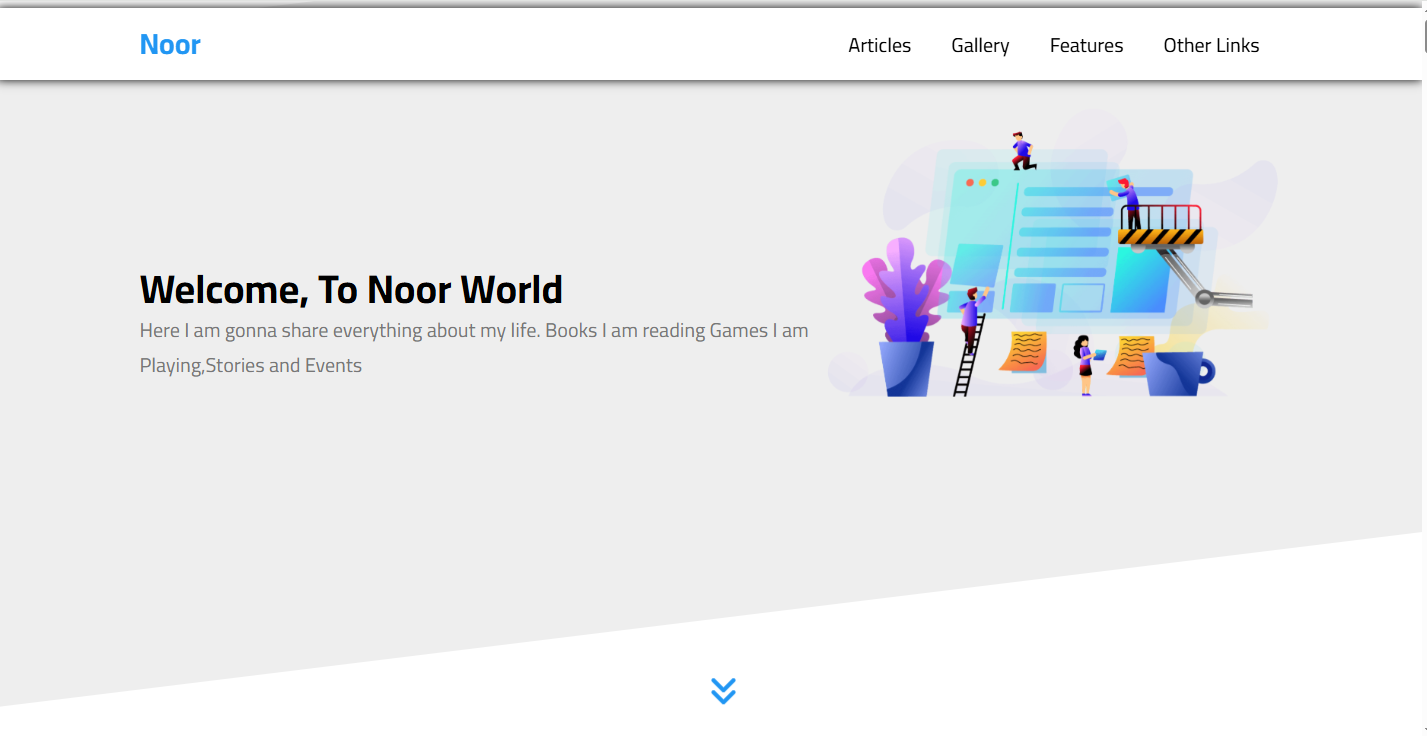 Noor
Articles Gallery Features Other Links
Welcome, To Noor World
Here I am gonna share everything about my life. Books I am reading Games I am
Playing,Stories and Events